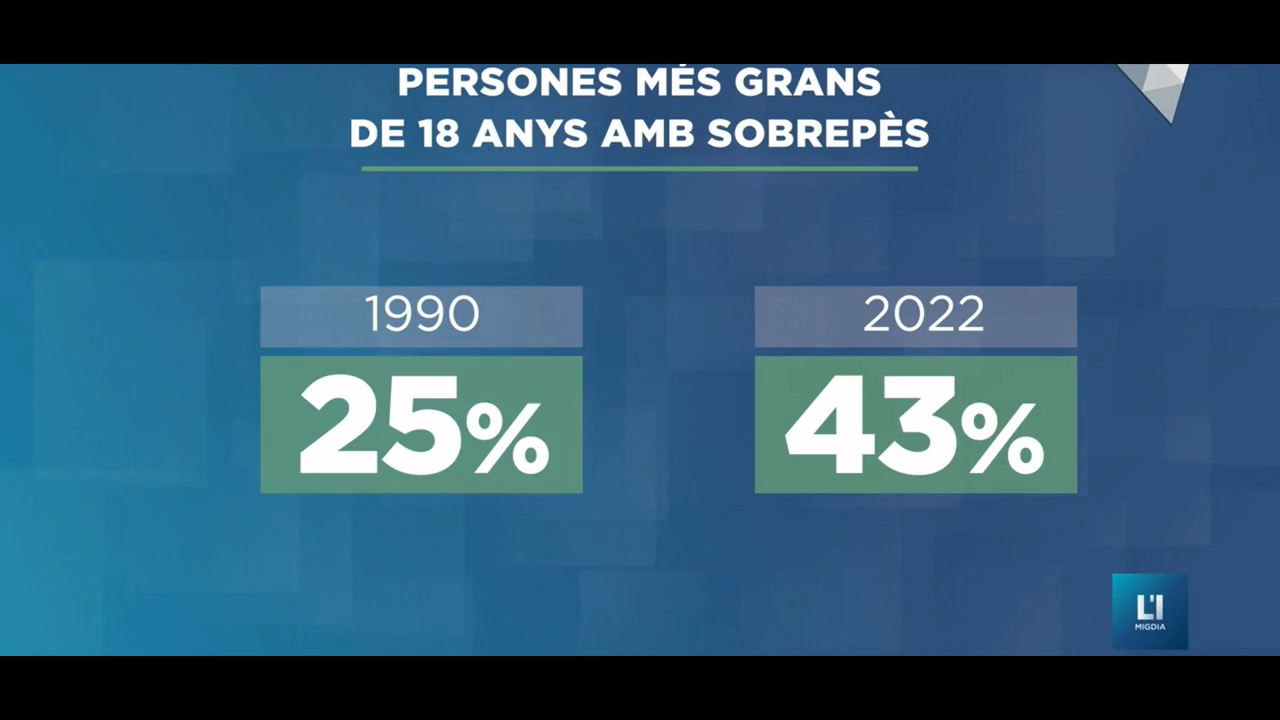 PERSONES MÉS GRANS
DE 18 ANYS AMB SOBREPÈS
1990
2022
25%
43%
L'I
MIGDIA